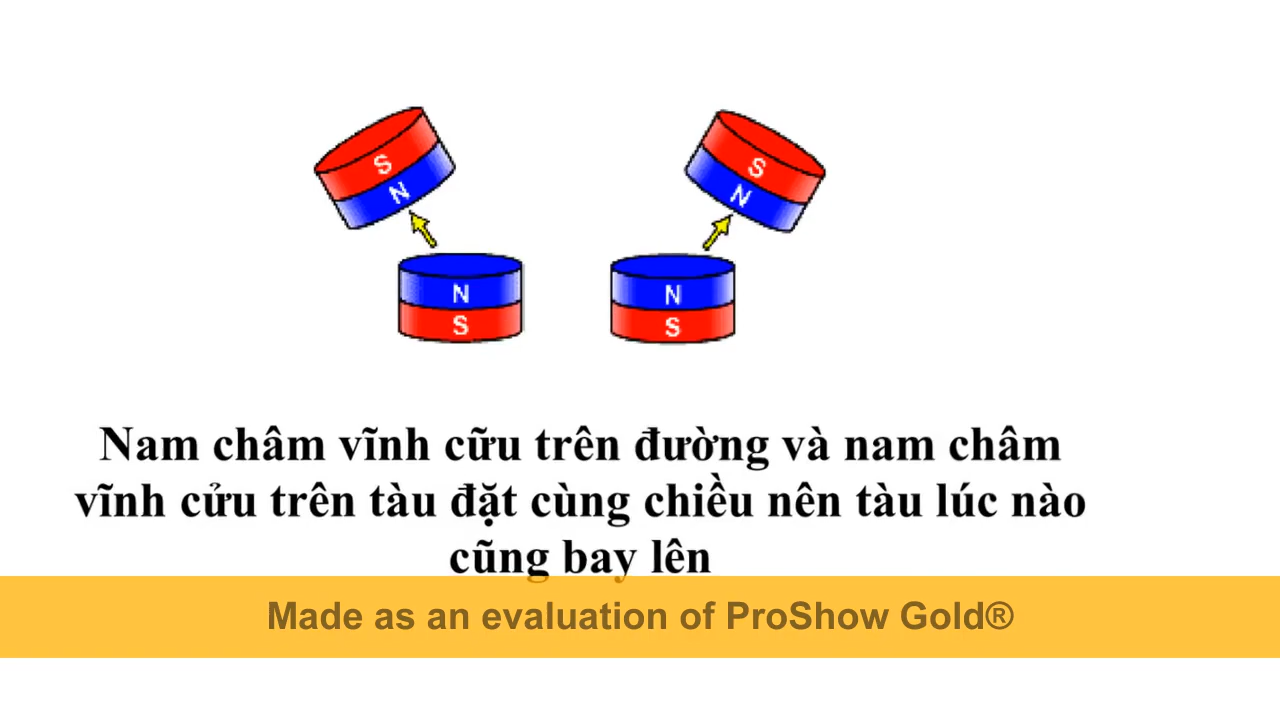 S
N
S
N
N
S
N
S
Nam châm vĩnh cữu trên đường và nam châm
vĩnh cửu trên tàu đặt cùng chiều nên tàu lúc nào
cũng bay lên
Made as an evaluation of ProShow Gold®